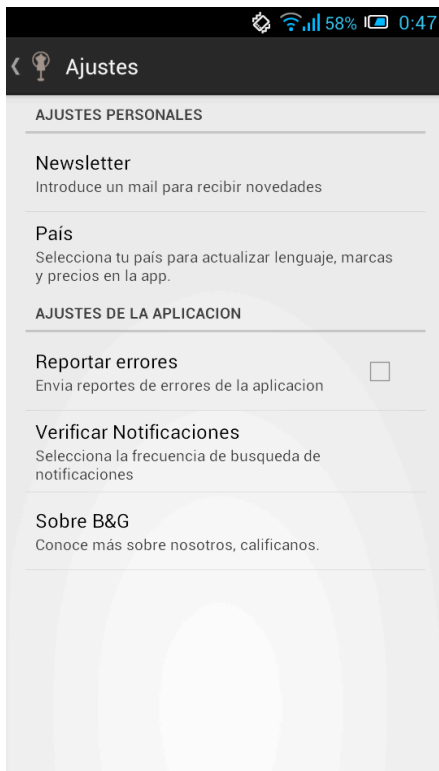 58% 0:47
Ajustes
AJUSTES PERSONALES
Newsletter
Introduce un mail para recibir novedades
País
Selecciona tu país para actualizar lenguaje, marcas
y precios en la app.
AJUSTES DE LA APLICACION
Reportar errores
Envia reportes de errores de la aplicacion
Verificar Notificaciones
Selecciona la frecuencia de busqueda de
notificaciones
Sobre B&G
Conoce más sobre nosotros, calificanos.